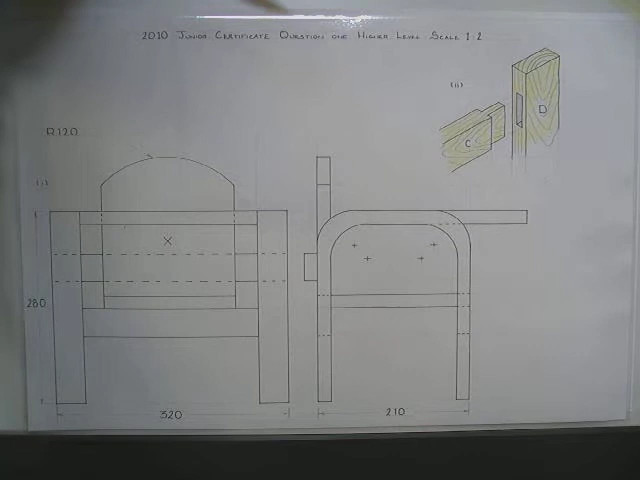 2010 JUNIOR CERTIFICATE QUESTION ONE HIGHER LEVEL SCALE 1:2
(ii)
D
C
R120
(i)
X
280
320
210